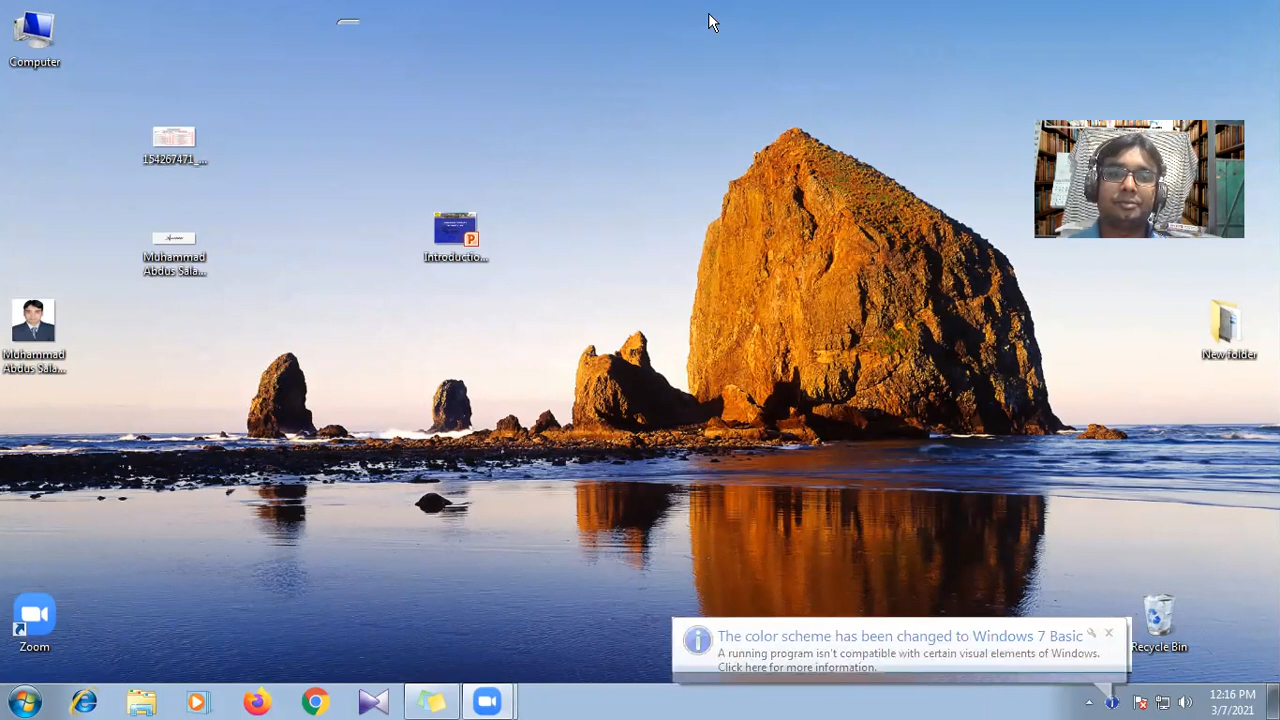 Computer
154267471_...
Muhammad
Abdus Sala...
Introductio...
Muhammad
Abdus Sala...
New folder
Zoom
The color scheme has been changed to Windows 7 Basic
A running program isn't compatible with certain visual elements of Windows.
Click here for more information.
Recycle Bin
12:16 PM
3/7/2021